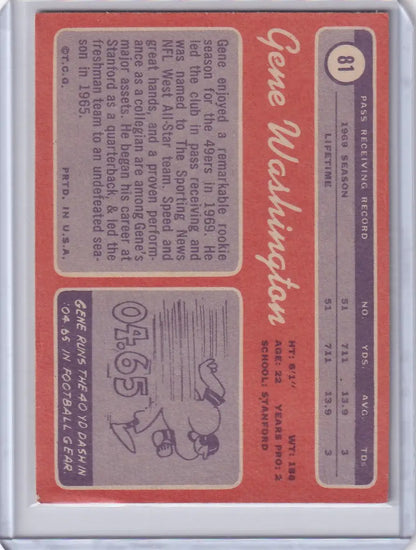 81
PASS RECEIVING RECORD
NO. YDS. AVG. TDs
1969 SEASON 51 711 13.9 3
LIFETIME 51 711 13.9 3
Gene Washington
HT: 6'1" WT: 186
AGE: 22 YEARS PRO: 2
SCHOOL: STANFORD
Gene enjoyed a remarkable rookie
season for the 49ers in 1969. He
led the club in pass receiving and
was named to The Sporting News
NFL West All-Star team. Speed and
great hands, and a proven perform-
ance as a collegian are among Gene's
major assets. He began his career at
Stanford as a quarterback, & led the
freshman team to an undefeated sea-
son in 1965.
©T.C.G. PRTD. IN U.S.A.
04.65
GENE RUNS THE 40 YD DASH IN
:04.65 IN FOOTBALL GEAR.